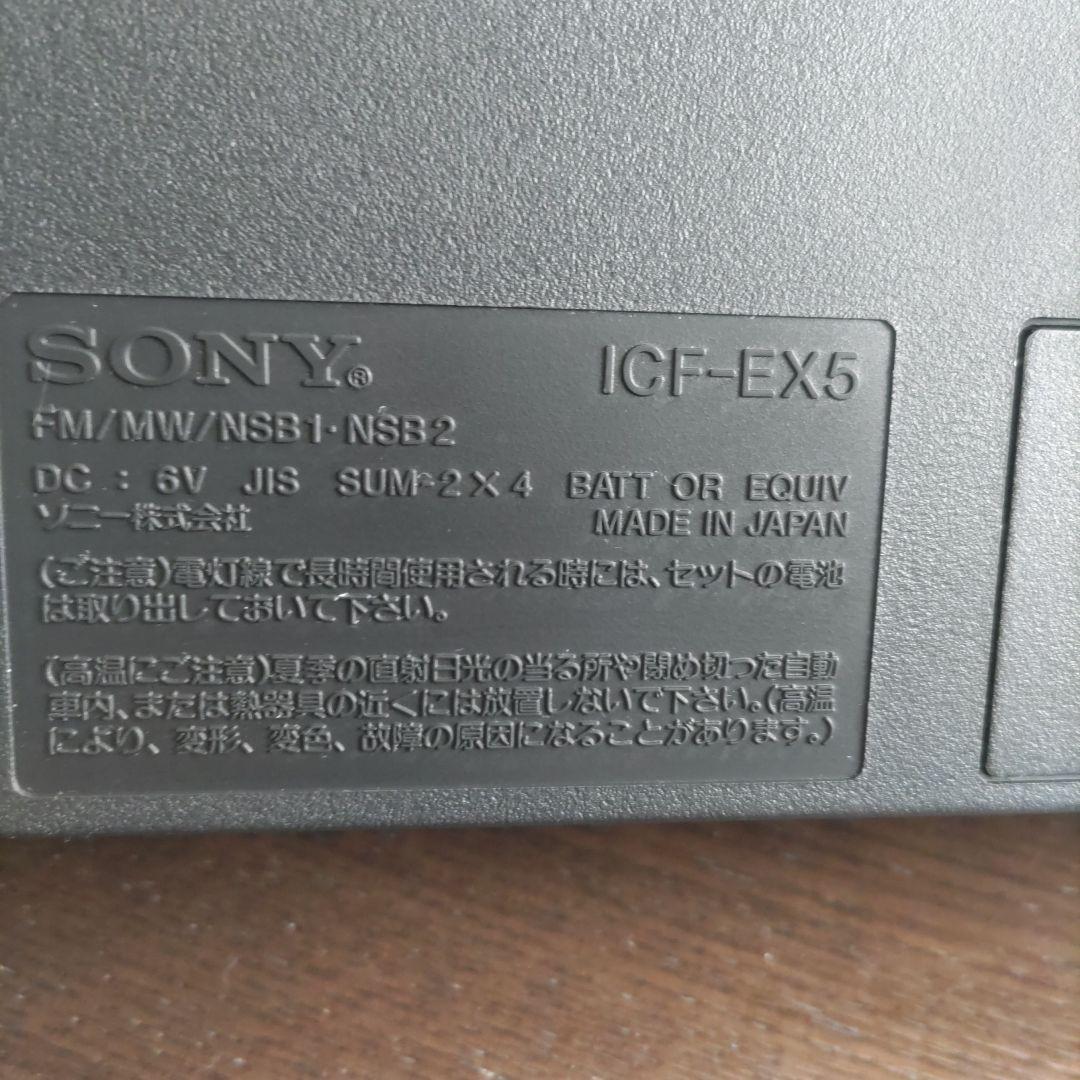 SONY® ICF-EX5
FM/MW/NSB1・NSB2
DC : 6V JIS SUM-2×4 BATT OR EQUIV
ソニー株式会社 MADE IN JAPAN
(ご注意)電灯線で長時間使用される時には、セットの電池
は取り出しておいて下さい。
(高温にご注意)夏季の直射日光の当る所や閉め切った自動
車内、または熱器具の近くには放置しないで下さい。(高温
により、変形、変色、故障の原因になることがあります。)